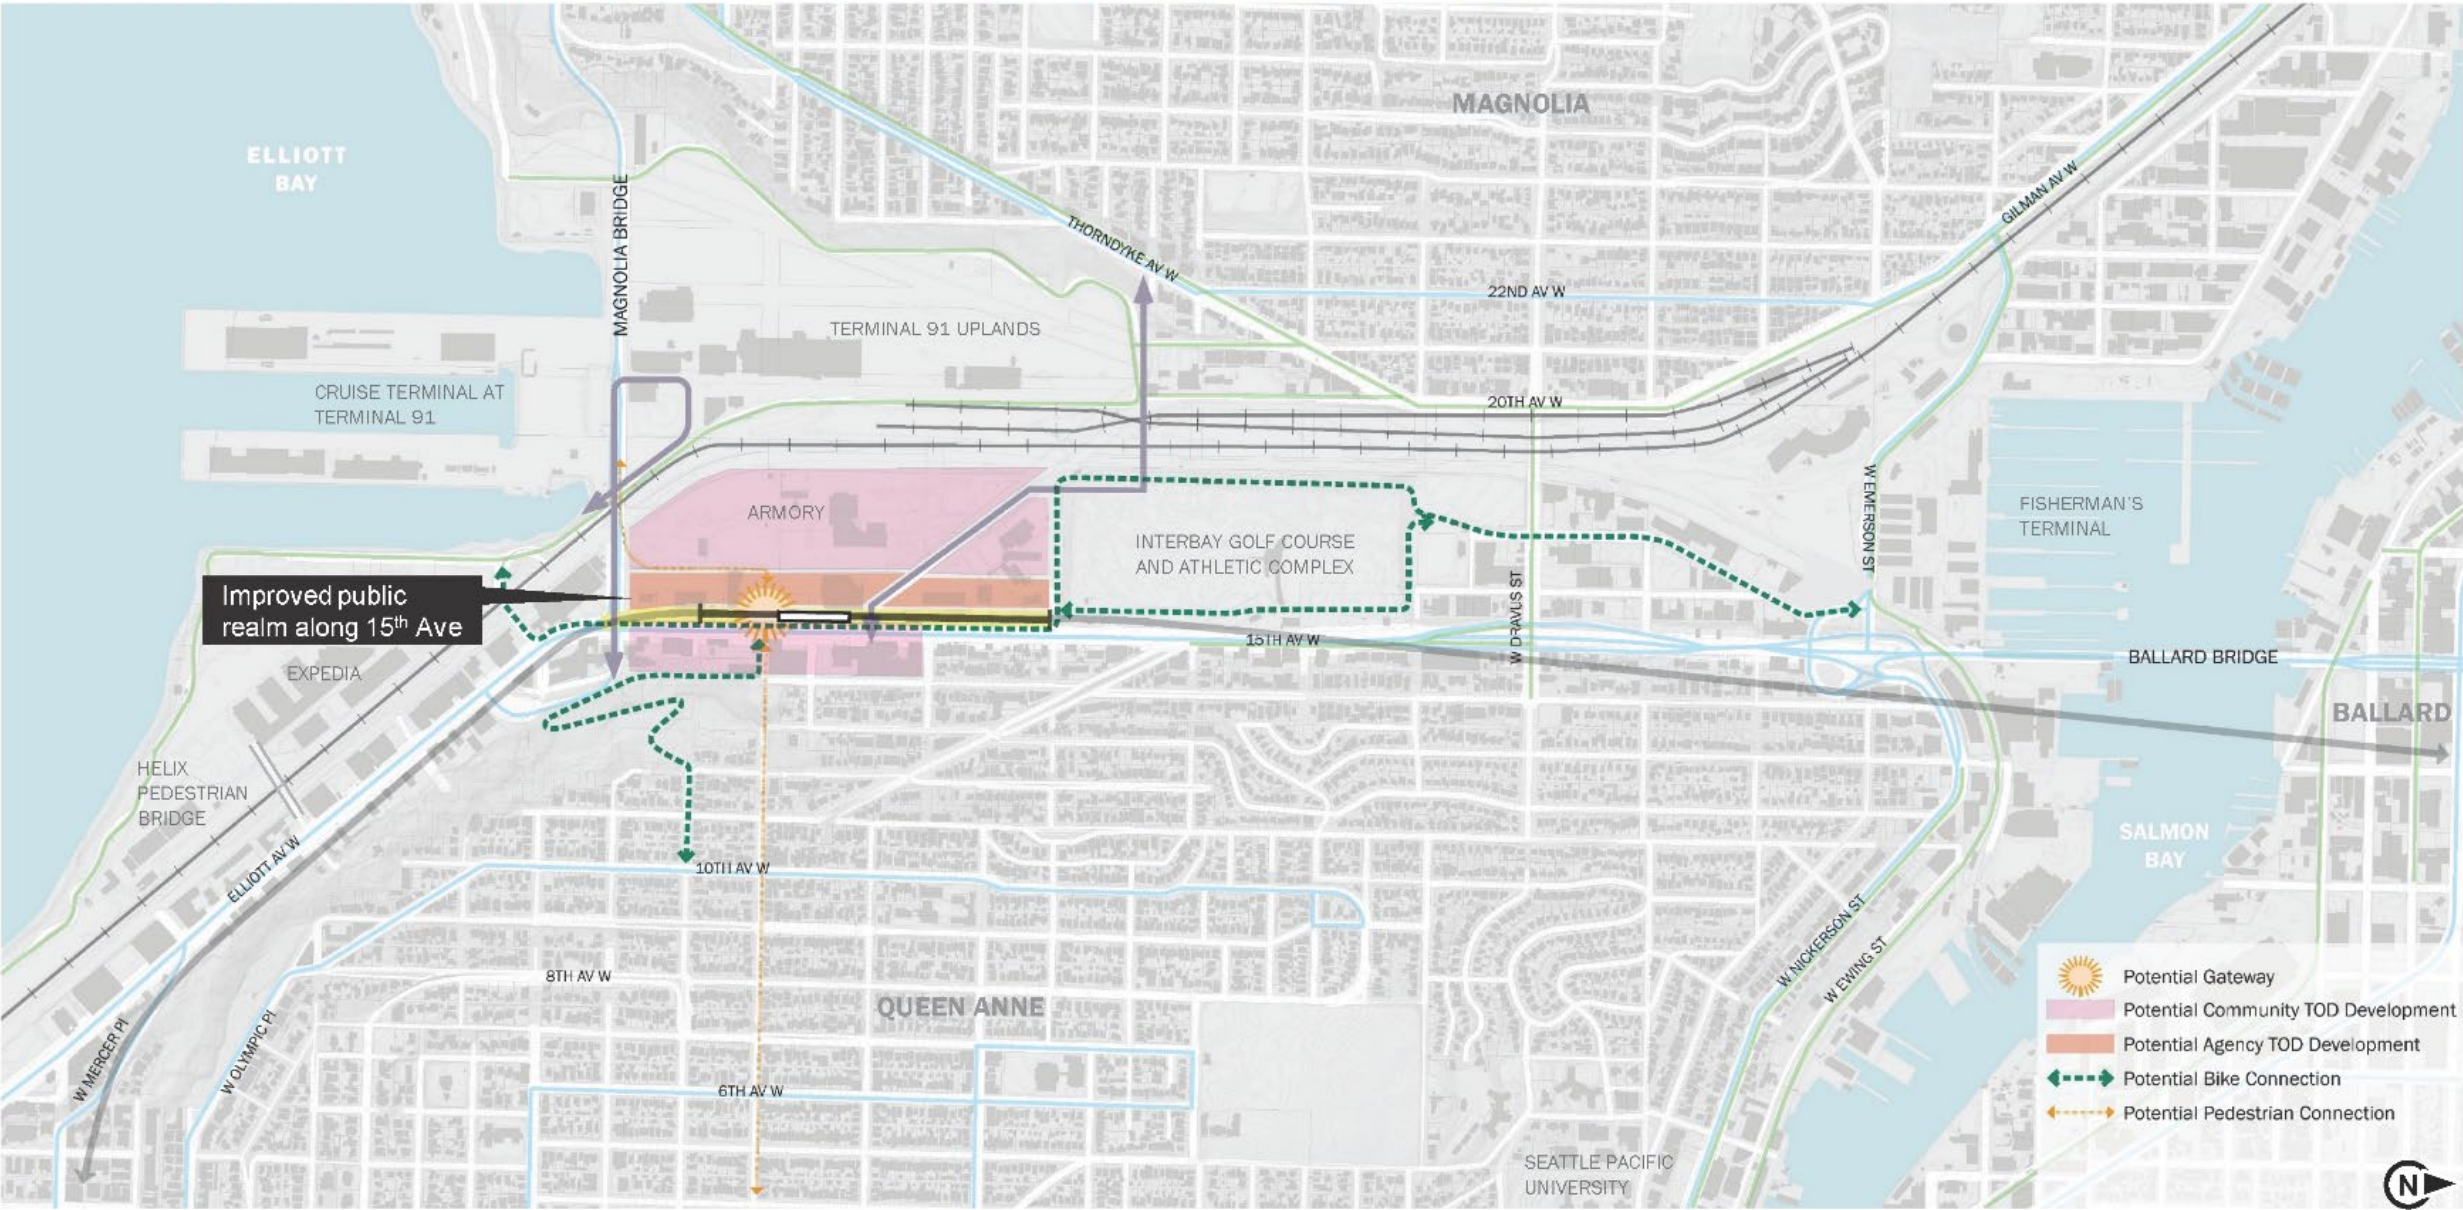 MAGNOLIA
ELLIOTT
BAY
MAGNOLIA BRIDGE
THORNDYKE AV W
GILMAN AV W
22ND AV W
TERMINAL 91 UPLANDS
CRUISE TERMINAL AT
TERMINAL 91
20TH AV W
ARMORY
INTERBAY GOLF COURSE
AND ATHLETIC COMPLEX
W EMERSON ST
FISHERMAN'S
TERMINAL
Improved public
realm along 15th Ave
W DRAVUS ST
15TH AV W
BALLARD BRIDGE
EXPEDIA
BALLARD
HELIX
PEDESTRIAN
BRIDGE
ELLIOTT AV W
10TH AV W
SALMON
BAY
8TH AV W
QUEEN ANNE
W NICKERSON ST
W EWING ST
W MERCER Pl
W OLYMPIC Pl
6TH AV W
SEATTLE PACIFIC
UNIVERSITY
Potential Gateway
Potential Community TOD Development
Potential Agency TOD Development
Potential Bike Connection
Potential Pedestrian Connection
N